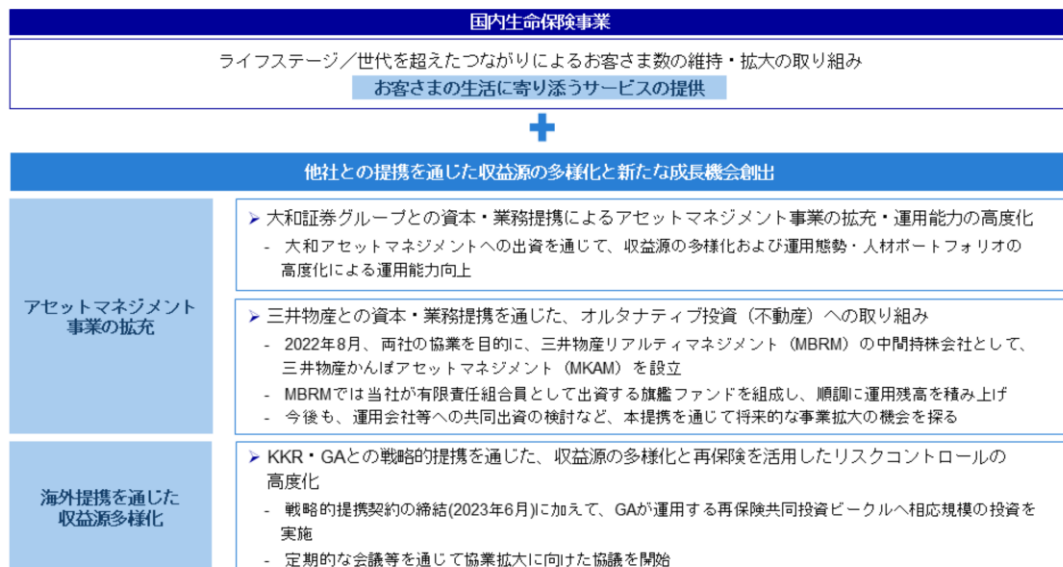 国内生命保険事業
ライフステージ／世代を超えたつながりによるお客さま数の維持・拡大の取り組み
お客さまの生活に寄り添うサービスの提供
他社との提携を通じた収益源の多様化と新たな成長機会創出
アセットマネジメント
事業の拡充
➢ 大和証券グループとの資本・業務提携によるアセットマネジメント事業の拡充・運用能力の高度化
- 大和アセットマネジメントへの出資を通じて、収益源の多様化および運用態勢・人材ポートフォリオの
高度化による運用能力向上
➢ 三井物産との資本・業務提携を通じた、オルタナティブ投資（不動産）への取り組み
- 2022年8月、両社の協業を目的に、三井物産リアルティマネジメント（MBRM）の中間持株会社として、
三井物産かんぽアセットマネジメント（MKAM）を設立
- MBRMでは当社が有限責任組合員として出資する旗艦ファンドを組成し、順調に運用残高を積み上げ
- 今後も、運用会社等への共同出資の検討など、本提携を通じて将来的な事業拡大の機会を探る
海外提携を通じた
収益源多様化
➢ KKR・GAとの戦略的提携を通じた、収益源の多様化と再保険を活用したリスクコントロールの
高度化
- 戦略的提携契約の締結(2023年6月)に加えて、GAが運用する再保険共同投資ビークルへ相応規模の投資を
実施
- 定期的な会議等を通じて協業拡大に向けた協議を開始